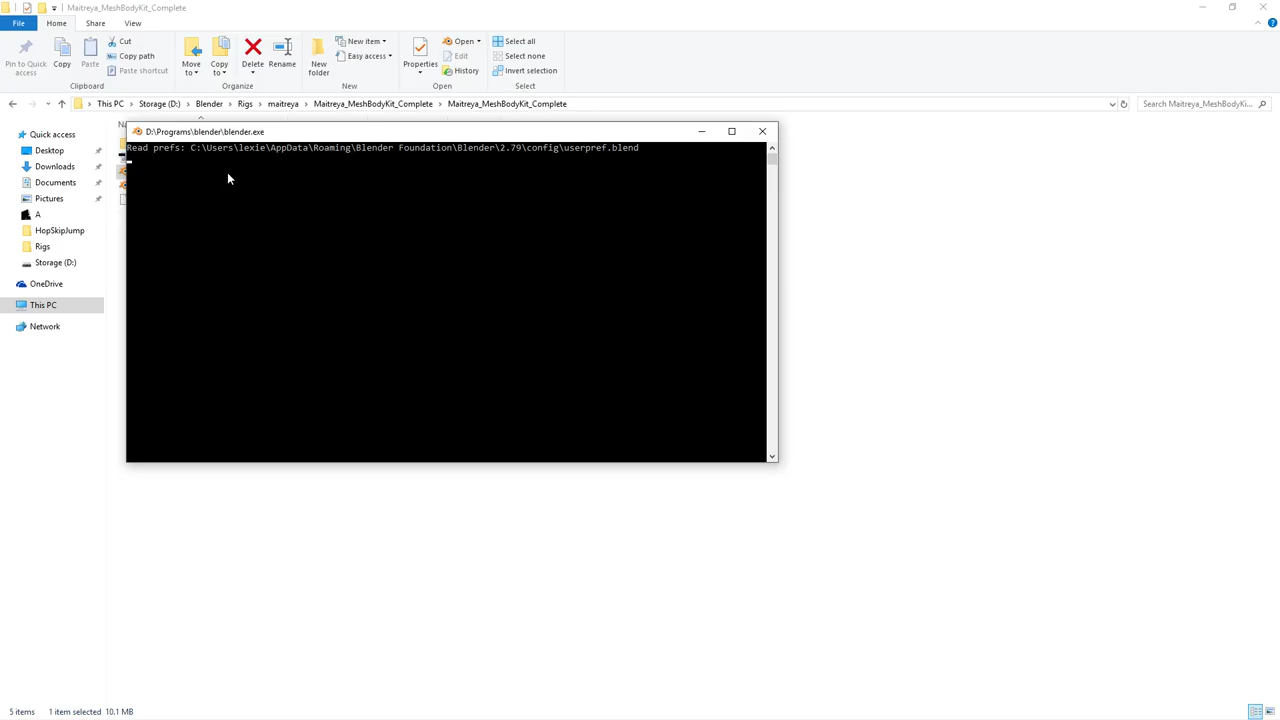 Maitreya_MeshBodyKit_Complete
File Home Share View
Pin to Quick access
Copy
Paste
Cut
Copy path
Paste shortcut
Clipboard
Move to
Copy to
Delete
Rename
Organize
New folder
New item
Easy access
New
Properties
Open
Edit
History
Open
Select all
Select none
Invert selection
Select
This PC Storage (D:) Blender Rigs maitreya Maitreya_MeshBodyKit_Complete Maitreya_MeshBodyKit_Complete
Search Maitreya_MeshBodyKi...
Quick access
Desktop
Downloads
Documents
Pictures
A
HopSkipJump
Rigs
Storage (D:)
OneDrive
This PC
Network
D:\Programs\blender\blender.exe
Read prefs: C:\Users\lexie\AppData\Roaming\Blender Foundation\Blender\2.79\config\userpref.blend
5 items 1 item selected 10.1 MB